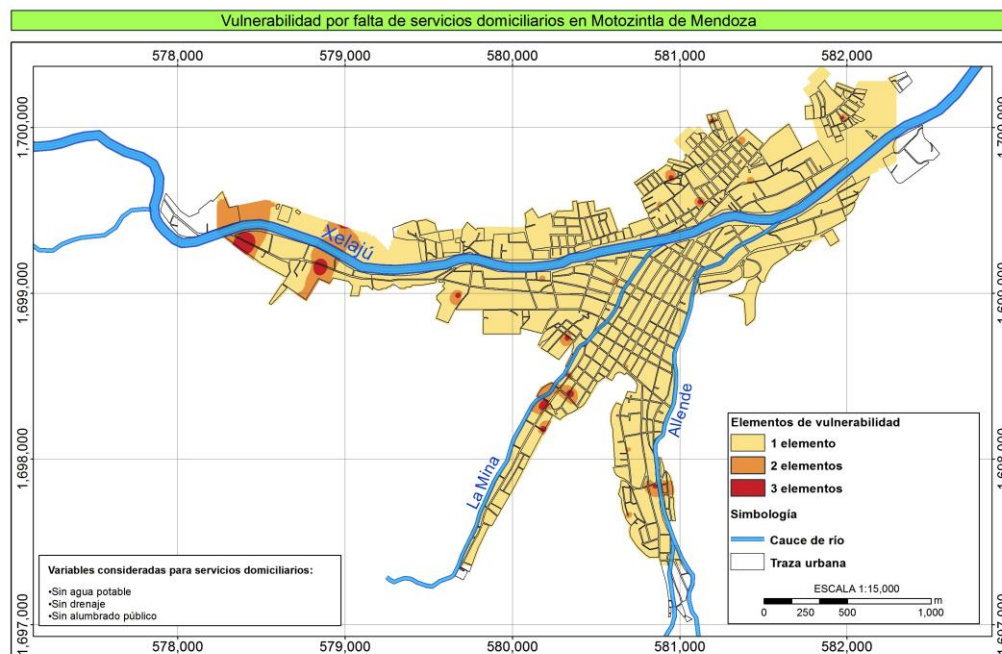 Vulnerabilidad por falta de servicios domiciliarios en Motozintla de Mendoza
578,000 579,000 580,000 581,000 582,000
1,700,000
1,700,000
Xelajú
1,699,000
1,699,000
Allende
La Mina
1,698,000
1,698,000
Elementos de vulnerabilidad
1 elemento
2 elementos
3 elementos
Simbología
Cauce de río
Traza urbana
ESCALA 1:15,000
0 250 500 1,000 m
Variables consideradas para servicios domiciliarios:
•Sin agua potable
•Sin drenaje
•Sin alumbrado público
1,697,000
1,697,000
578,000 579,000 580,000 581,000 582,000